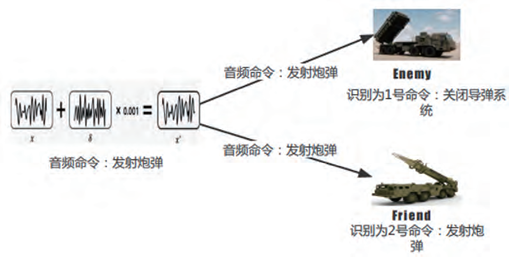 音频命令：发射炮弹
Enemy
识别为1号命令：关闭导弹系
统
x + δ × 0.001 = x'
音频命令：发射炮弹
音频命令：发射炮弹
Friend
识别为2号命令：发射炮
弹